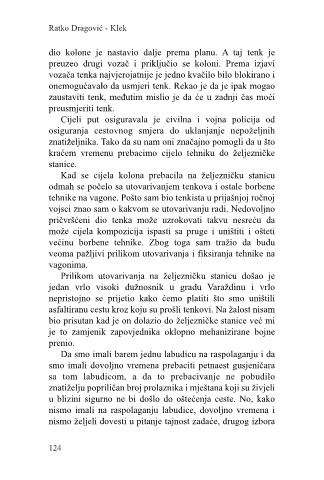 Ratko Dragović - Klek
dio kolone je nastavio dalje prema planu. A taj tenk je
preuzeo drugi vozač i priključio se koloni. Prema izjavi
vozača tenka najvjerojatnije je jedno kvačilo bilo blokirano i
onemogućavalo da usmjeri tenk. Rekao je da je ipak mogao
zaustaviti tenk, međutim mislio je da će u zadnji čas moći
preusmjeriti tenk.
Cijeli put osiguravala je civilna i vojna policija od
osiguranja cestovnog smjera do uklanjanje nepoželjnih
znatiželjnika. Tako da su nam oni značajno pomogli da u što
kraćem vremenu prebacimo cijelo tehniku do željezničke
stanice.
Kad se cijela kolona prebacila na željezničku stanicu
odmah se počelo sa utovarivanjem tenkova i ostale borbene
tehnike na vagone. Pošto sam bio tenkista u prijašnjoj ročnoj
vojsci znao sam o kakvom se utovarivanju radi. Nedovoljno
pričvršćeni dio tenka može uzrokovati takvu nesreću da
može cijela kompozicija ispasti sa pruge i uništiti i ošteti
većinu borbene tehnike. Zbog toga sam tražio da budu
veoma pažljivi prilikom utovarivanja i fiksiranja tehnike na
vagonima.
Prilikom utovarivanja na željezničku stanicu došao je
jedan vrlo visoki dužnosnik u gradu Varaždinu i vrlo
nepristojno se prijetio kako ćemo platiti što smo uništili
asfaltiranu cestu kroz koju su prošli tenkovi. Na žalost nisam
bio prisutan kad je on dolazio do željezničke stanice već mi
je to zamjenik zapovjednika oklopno mehanizirane bojne
prenio.
Da smo imali barem jednu labudicu na raspolaganju i da
smo imali dovoljno vremena prebaciti petnaest gusjeničara
sa tom labudicom, a da to prebacivanje ne pobudilo
znatiželju popriličan broj prolaznika i mještana koji su živjeli
u blizini sigurno ne bi došlo do oštećenja ceste. No, kako
nismo imali na raspolaganju labudice, dovoljno vremena i
nismo željeli dovesti u pitanje tajnost zadaće, drugog izbora
124